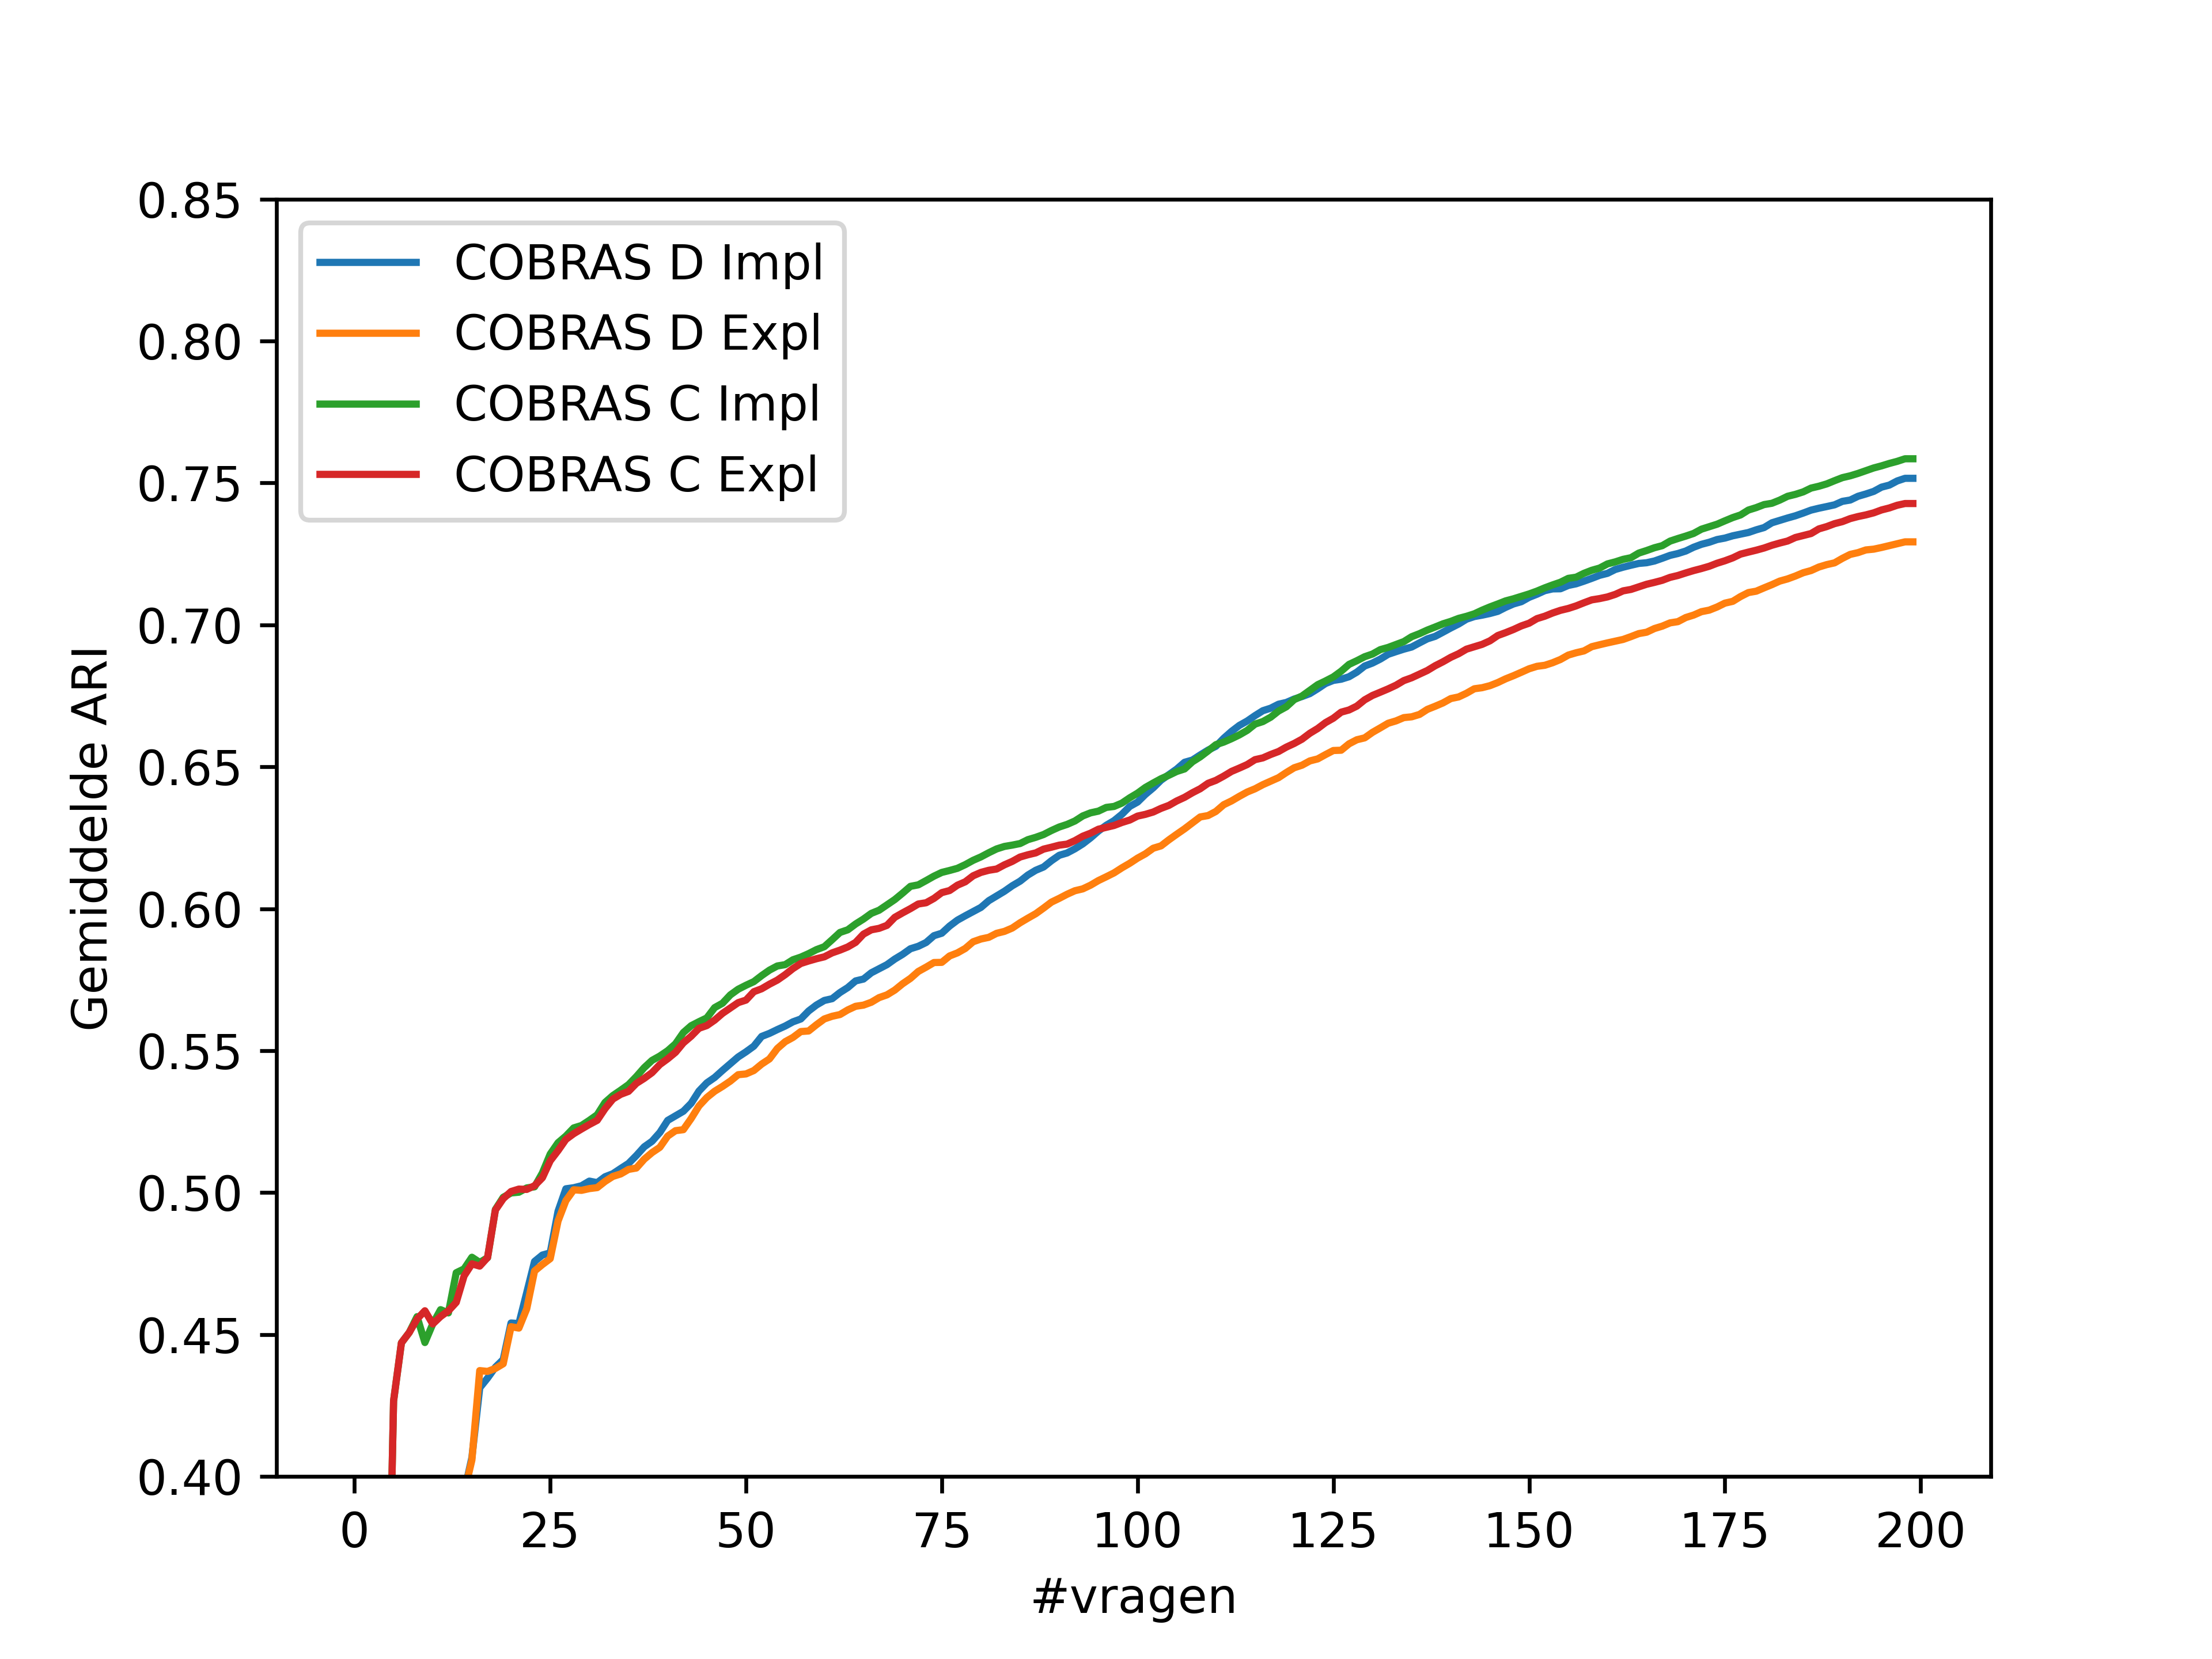 0.85
0.80
0.75
0.70
0.65
0.60
0.55
0.50
0.45
0.40
Gemiddelde ARI
COBRAS D Impl
COBRAS D Expl
COBRAS C Impl
COBRAS C Expl
0 25 50 75 100 125 150 175 200
#vragen